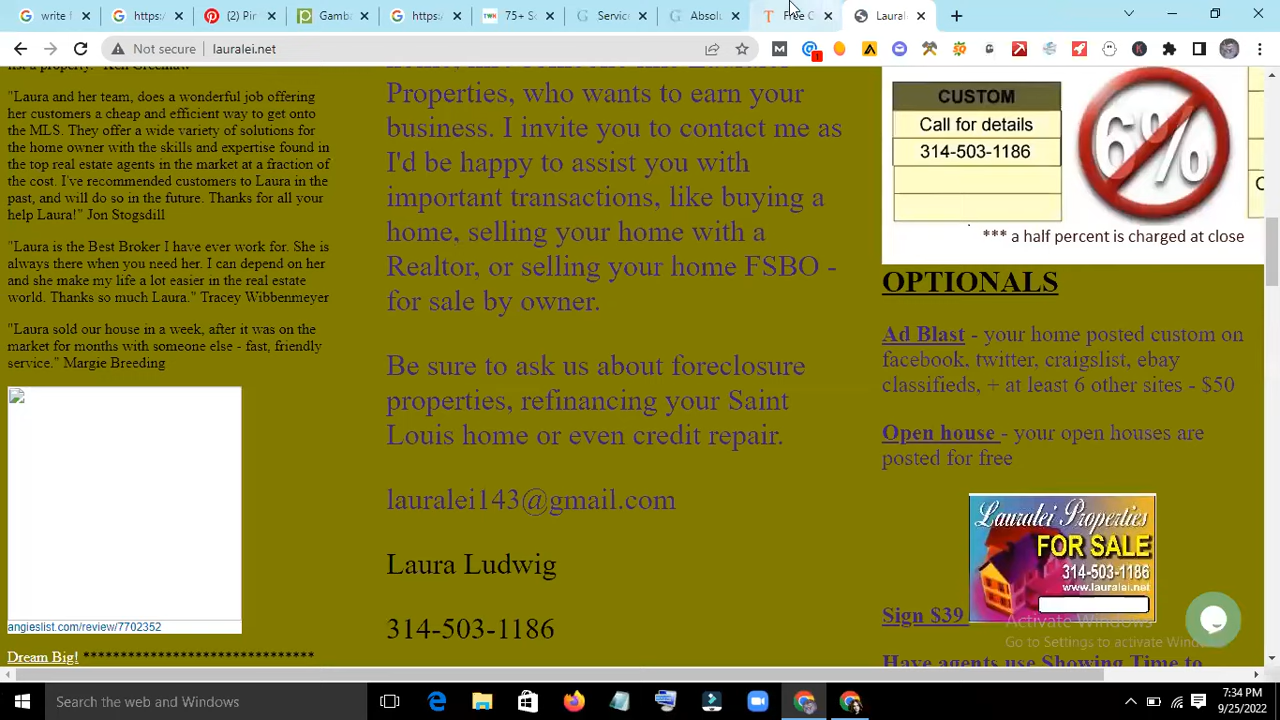 write f
(2) Pin
Gamb
https:
75+ S
Service
Absolu
Laural
Not secure
lauralei.net
"Laura and her team, does a wonderful job offering
her customers a cheap and efficient way to get onto
the MLS. They offer a wide variety of solutions for
the home owner with the skills and expertise found in
the top real estate agents in the market at a fraction of
the cost. I've recommended customers to Laura in the
past, and will do so in the future. Thanks for all your
help Laura!" Jon Stogsdill
"Laura is the Best Broker I have ever work for. She is
always there when you need her. I can depend on her
and she make my life a lot easier in the real estate
world. Thanks so much Laura." Tracey Wibbenmeyer
"Laura sold our house in a week, after it was on the
market for months with someone else - fast, friendly
service." Margie Breeding
angieslist.com/review/7702352
Dream Big! *******************************
Properties, who wants to earn your
business. I invite you to contact me as
I'd be happy to assist you with
important transactions, like buying a
home, selling your home with a
Realtor, or selling your home FSBO -
for sale by owner.
Be sure to ask us about foreclosure
properties, refinancing your Saint
Louis home or even credit repair.
lauralei143@gmail.com
Laura Ludwig
314-503-1186
CUSTOM
Call for details
314-503-1186
6%
*** a half percent is charged at close
OPTIONALS
Ad Blast - your home posted custom on
facebook, twitter, craigslist, ebay
classifieds, + at least 6 other sites - $50
Open house - your open houses are
posted for free
Lauralei Properties
FOR SALE
314-503-1186
www.lauralei.net
Sign $39
Activate Windows
Go to Settings to activate Windows.
Have agents use Showing Time to
Search the web and Windows
7:34 PM
9/25/2022